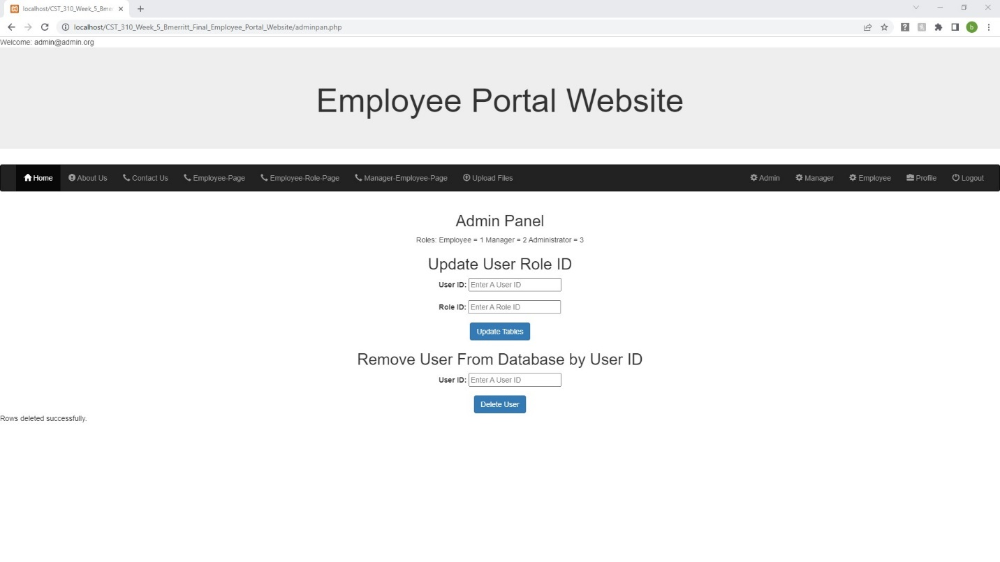 localhost/CST_310_Week_5_Bmer
localhost/CST_310_Week_5_Bmerritt_Final_Employee_Portal_Website/adminpan.php
b
Welcome: admin@admin.org
Employee Portal Website
Home About Us Contact Us Employee-Page Employee-Role-Page Manager-Employee-Page Upload Files Admin Manager Employee Profile Logout
Admin Panel
Roles: Employee = 1 Manager = 2 Administrator = 3
Update User Role ID
User ID: Enter A User ID
Role ID: Enter A Role ID
Update Tables
Remove User From Database by User ID
User ID: Enter A User ID
Delete User
Rows deleted successfully.